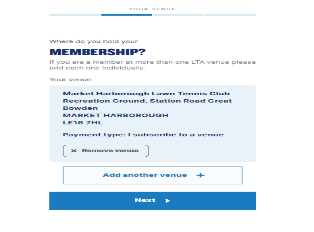 YOUR VENUE
Where do you hold your
MEMBERSHIP?
If you are a member at more than one LTA venue please
add each one individually.
Your venue
Market Harborough Lawn Tennis Club
Recreation Ground, Station Road Great
Bowden
MARKET HARBOROUGH
LE16 7HL
Payment type: I subscribe to a venue
× Remove venue
Add another venue +
Next